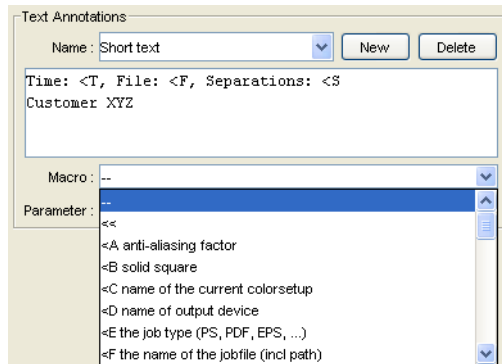 Text Annotations
Name : Short text New Delete
Time: <T, File: <F, Separations: <S
Customer XYZ
Macro : --
Parameter : --
<<
<A anti-aliasing factor
<B solid square
<C name of the current colorsetup
<D name of output device
<E the job type (PS, PDF, EPS, ...)
<F the name of the jobfile (incl path)